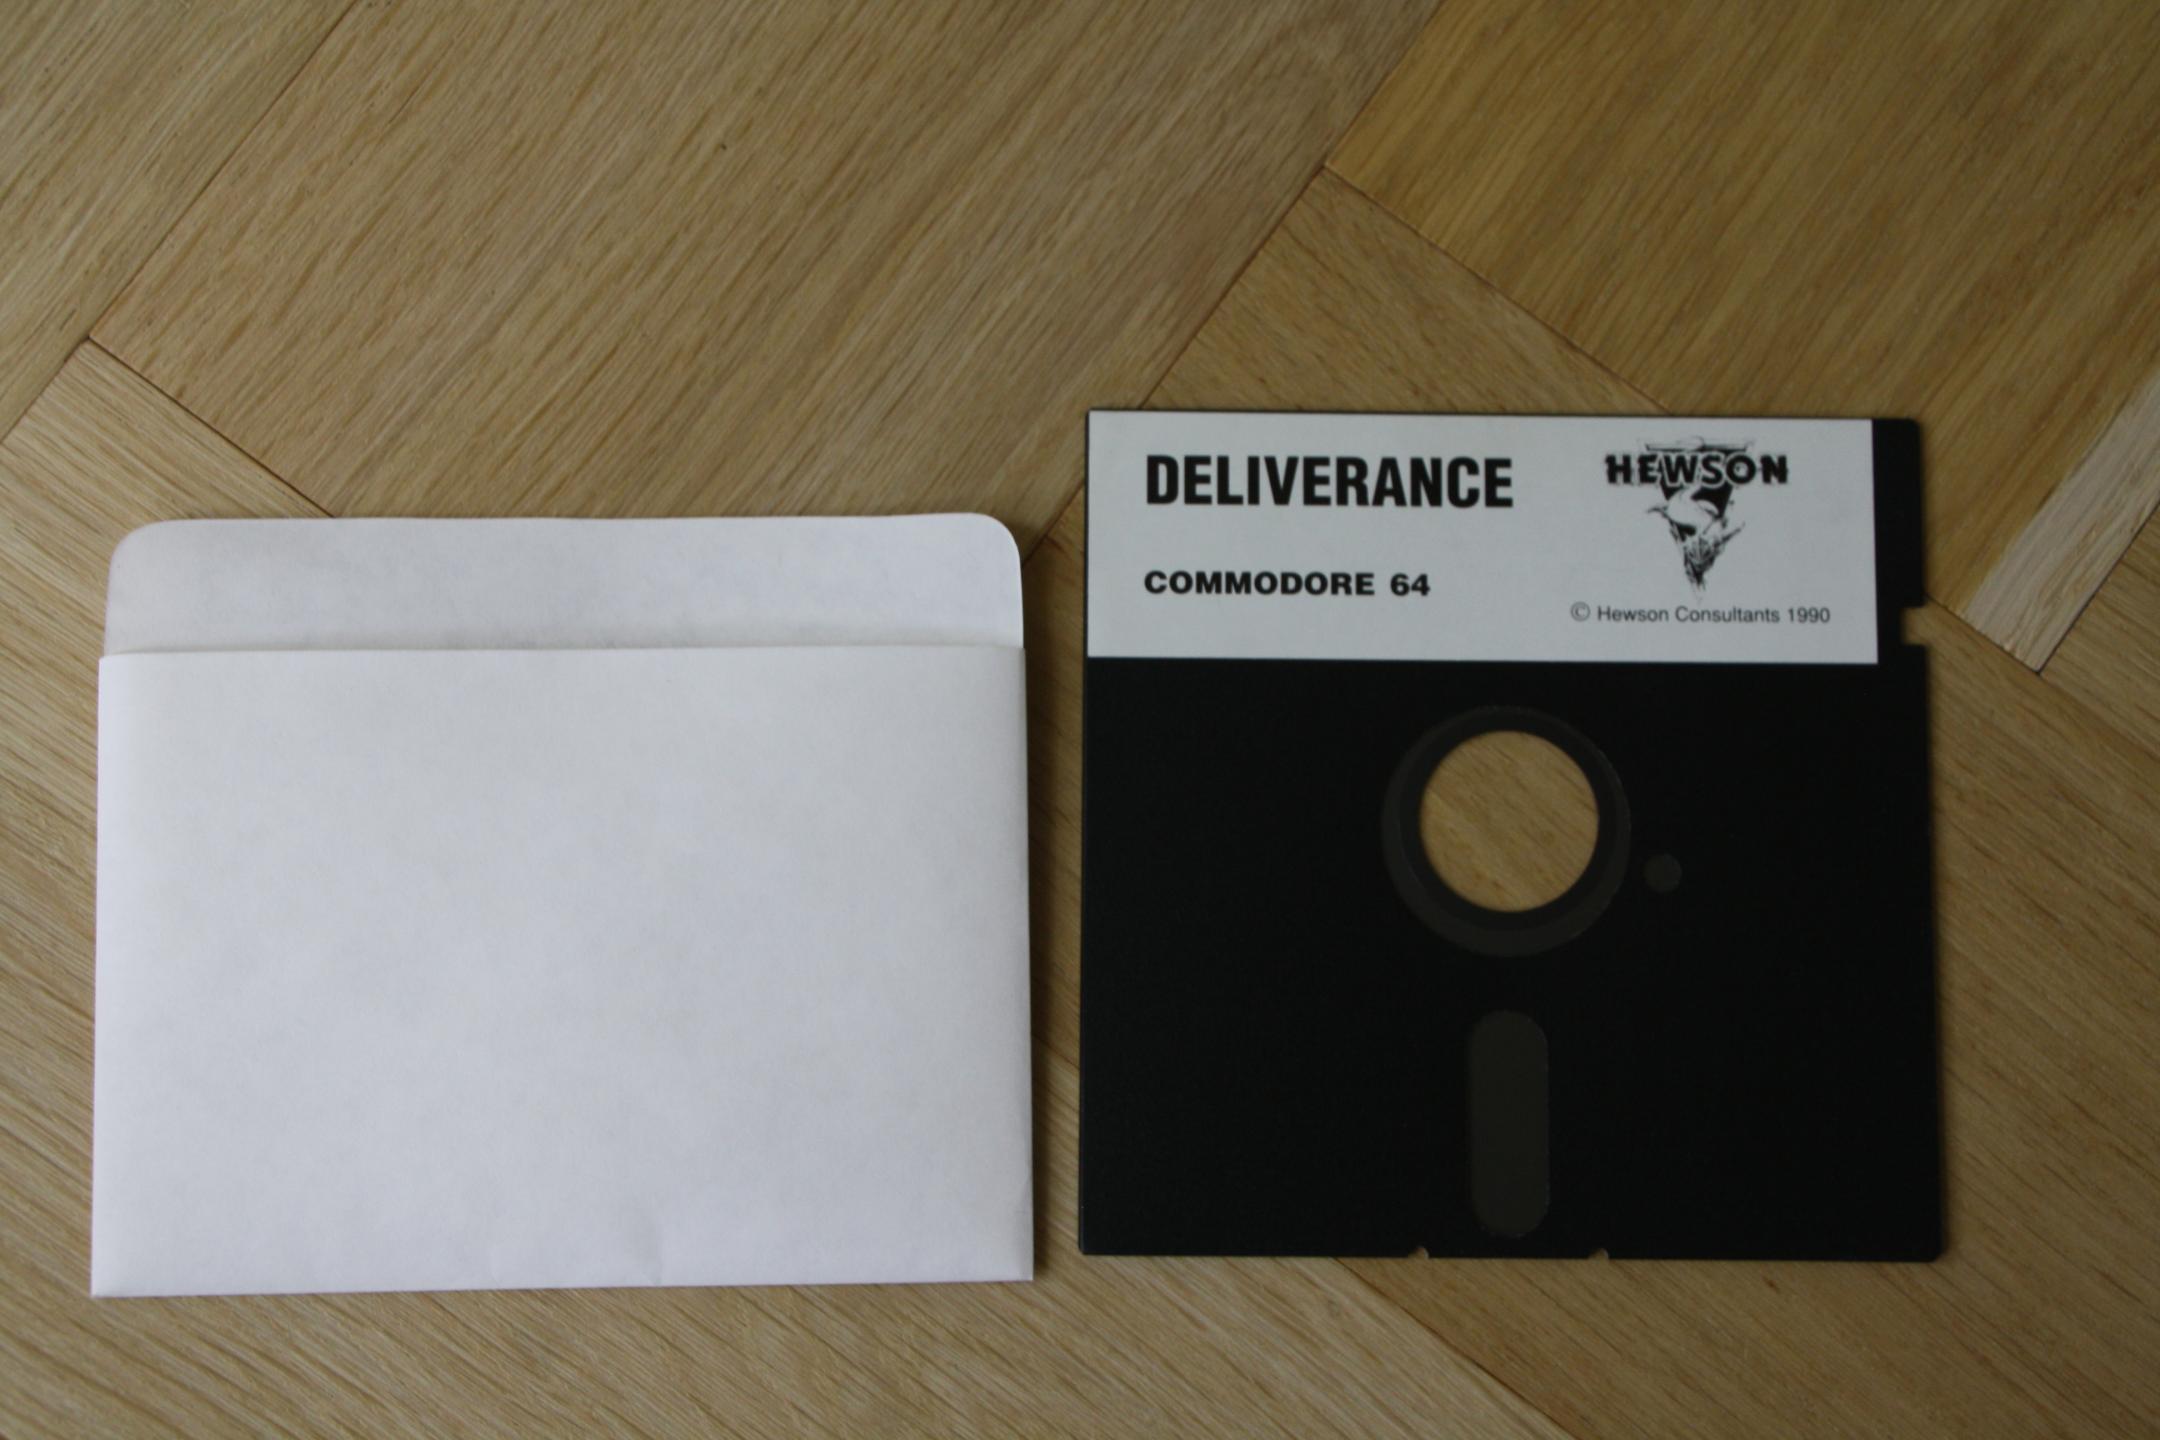 DELIVERANCE
HEWSON
COMMODORE 64
© Hewson Consultants 1990